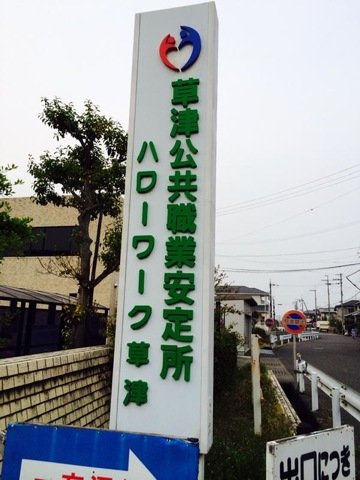 草津公共職業安定所
ハローワーク草津
出口につき